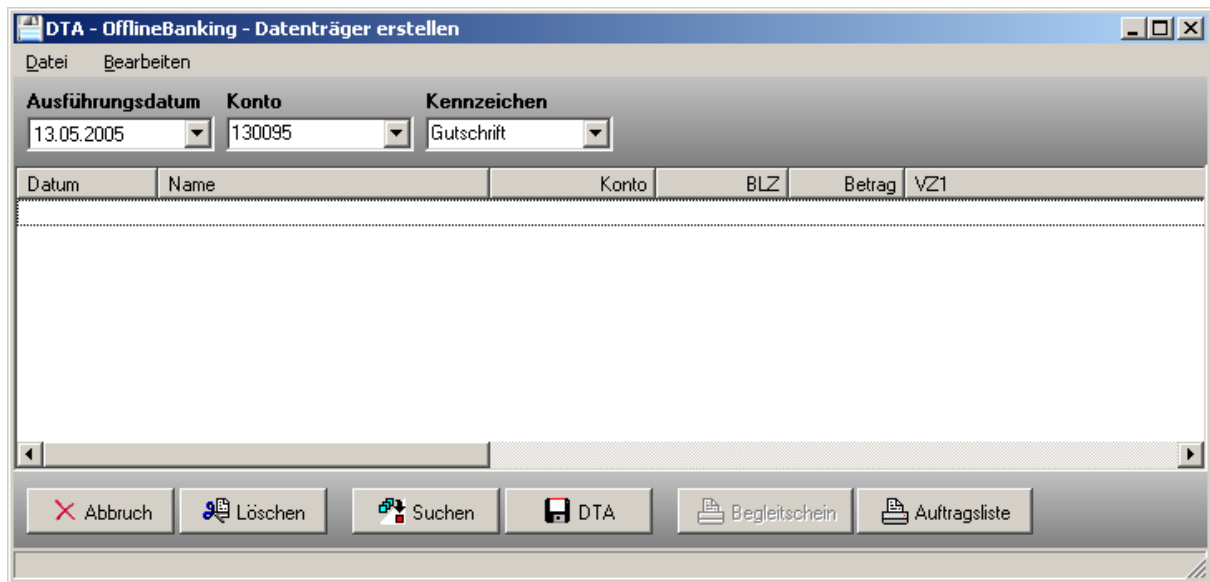 DTA - OfflineBanking - Datenträger erstellen
Datei Bearbeiten
Ausführungsdatum Konto Kennzeichen
13.05.2005 130095 Gutschrift
Datum Name Konto BLZ Betrag VZ1
Abbruch Löschen Suchen DTA Begleitschein Auftragsliste